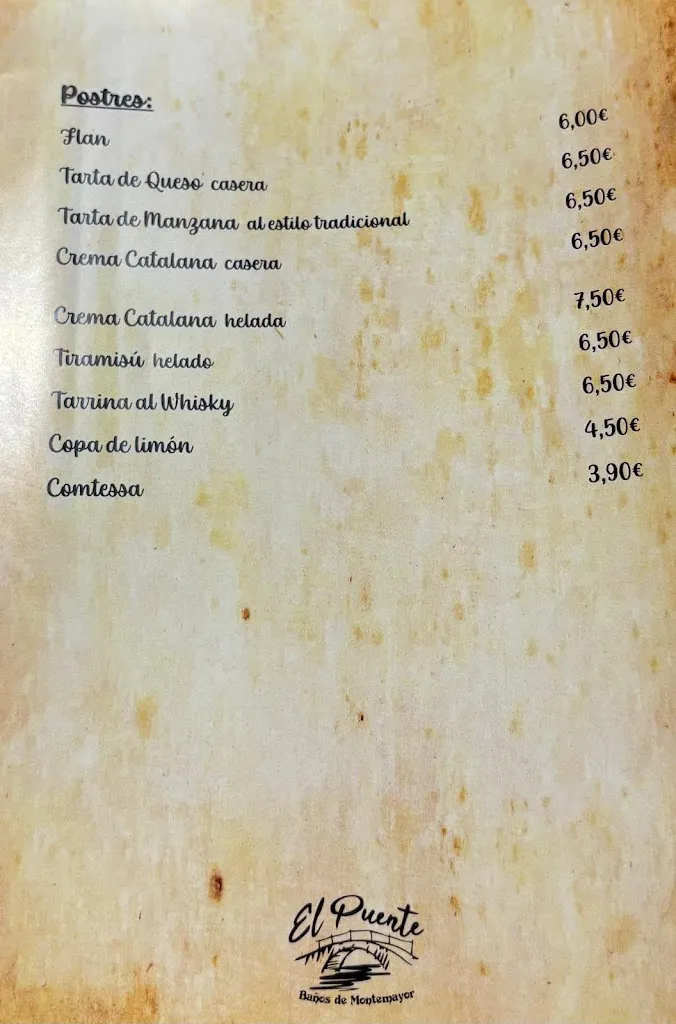 Postres:
Flan 6,00€
Tarta de Queso casera 6,50€
Tarta de Manzana al estilo tradicional 6,50€
Crema Catalana casera 6,50€
Crema Catalana helada 7,50€
Tiramisú helado 6,50€
Tarrina al Whisky 6,50€
Copa de limón 4,50€
Comtessa 3,90€
El Puente
Baños de Montemayor